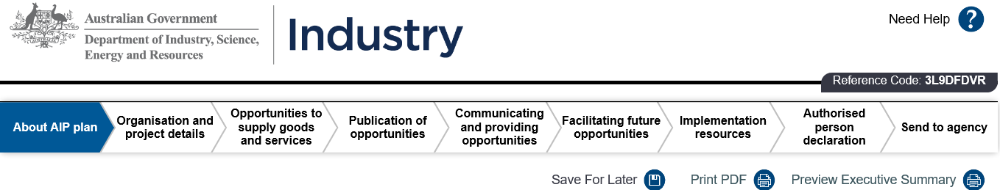 Australian Government
Department of Industry, Science,
Energy and Resources
Industry
Need Help
?
Reference Code: 3L9DFDVR
About AIP plan
Organisation and
project details
Opportunities to
supply goods
and services
Publication of
opportunities
Communicating
and providing
opportunities
Facilitating future
opportunities
Implementation
resources
Authorised
person
declaration
Send to agency
Save For Later
Print PDF
Preview Executive Summary